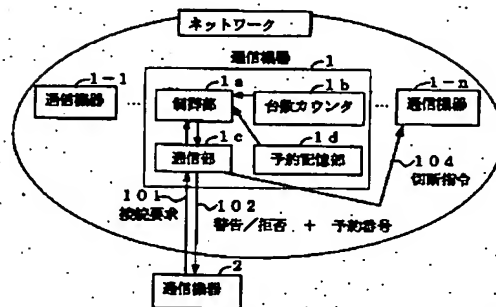 ネットワーク
通信機器
1
1-1
通信機器
1a
制御部
1b
台数カウンタ
1-n
通信機器
1c
通信部
1d
予約記憶部
104
切断指令
101
接続要求
102
警告/拒否 + 予約番号
2
通信機器